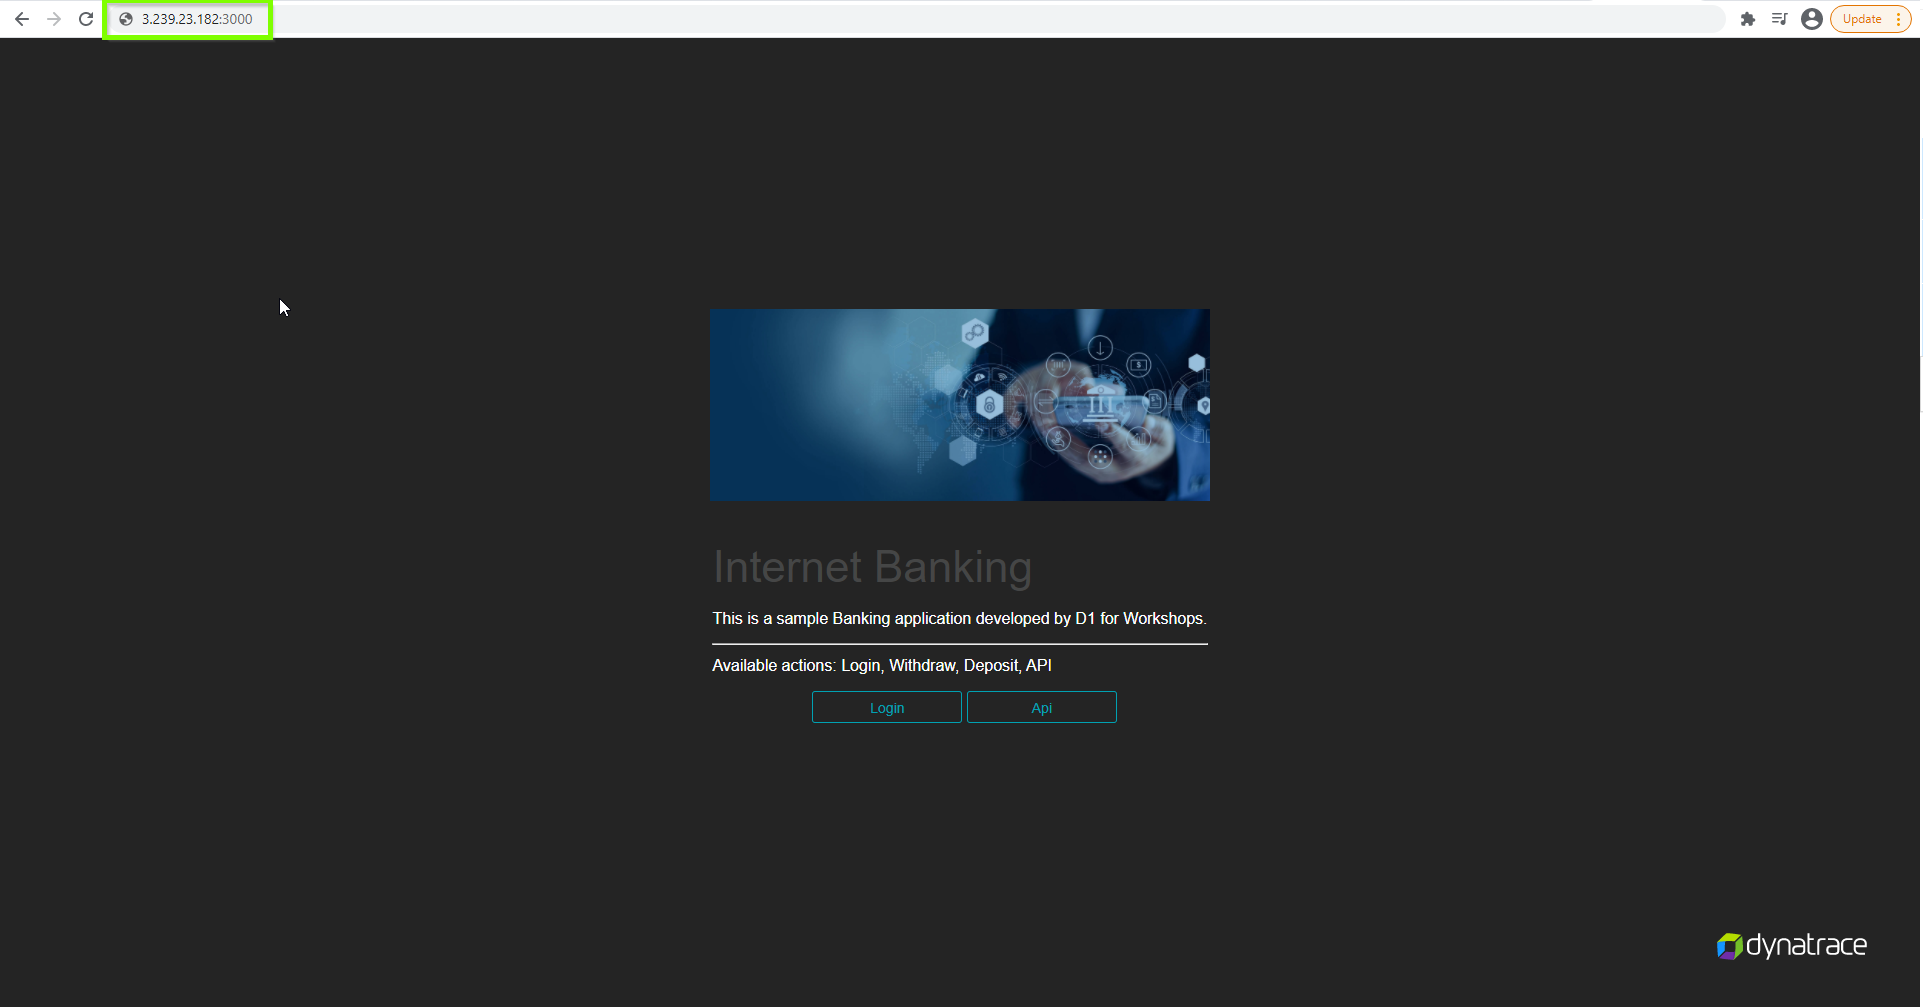 3.239.23.182:3000
Update
Internet Banking
This is a sample Banking application developed by D1 for Workshops.
Available actions: Login, Withdraw, Deposit, API
Login Api
dynatrace